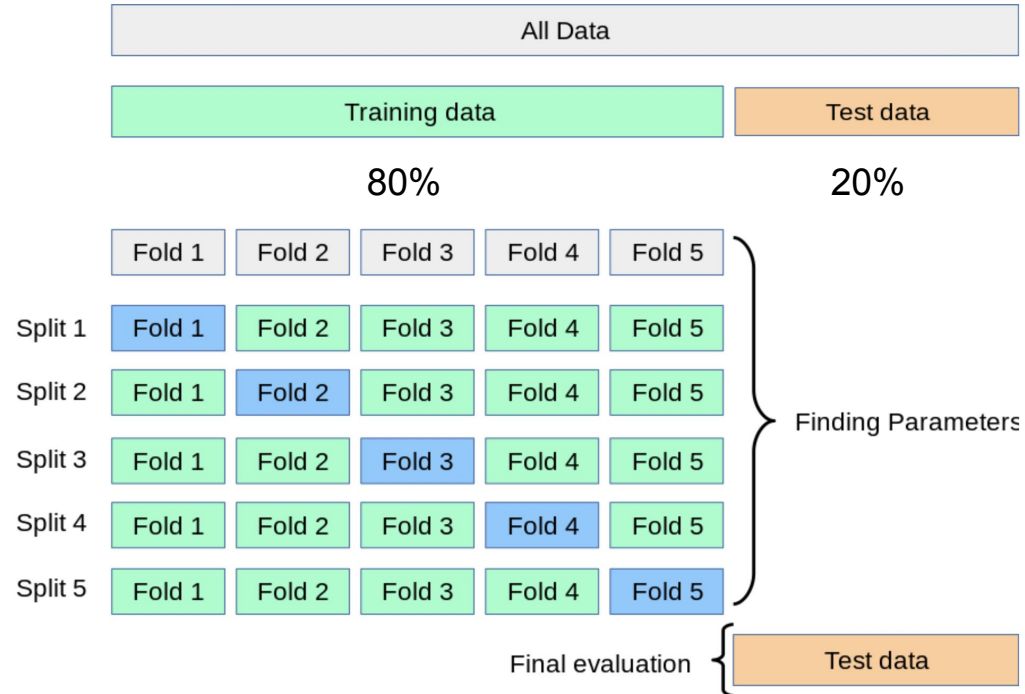 All Data
Training data Test data
80% 20%
Fold 1 Fold 2 Fold 3 Fold 4 Fold 5
Split 1 Fold 1 Fold 2 Fold 3 Fold 4 Fold 5
Split 2 Fold 1 Fold 2 Fold 3 Fold 4 Fold 5
Finding Parameters
Split 3 Fold 1 Fold 2 Fold 3 Fold 4 Fold 5
Split 4 Fold 1 Fold 2 Fold 3 Fold 4 Fold 5
Split 5 Fold 1 Fold 2 Fold 3 Fold 4 Fold 5
Final evaluation Test data